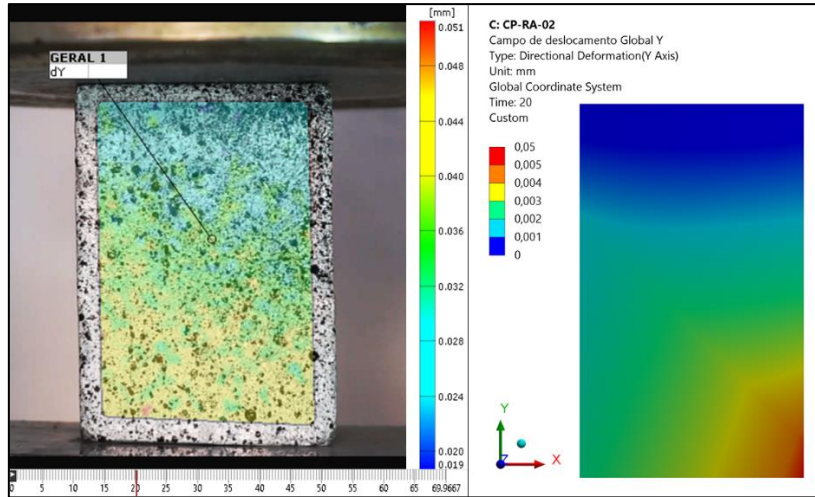 GERAL 1
dY
[mm]
0.051
0.048
0.044
0.040
0.036
0.032
0.028
0.024
0.020
0.019
0 5 10 15 20 25 30 35 40 45 50 55 60 65 69.9667
C: CP-RA-02
Campo de deslocamento Global Y
Type: Directional Deformation(Y Axis)
Unit: mm
Global Coordinate System
Time: 20
Custom
0,05
0,005
0,004
0,003
0,002
0,001
0
Y
Z
X